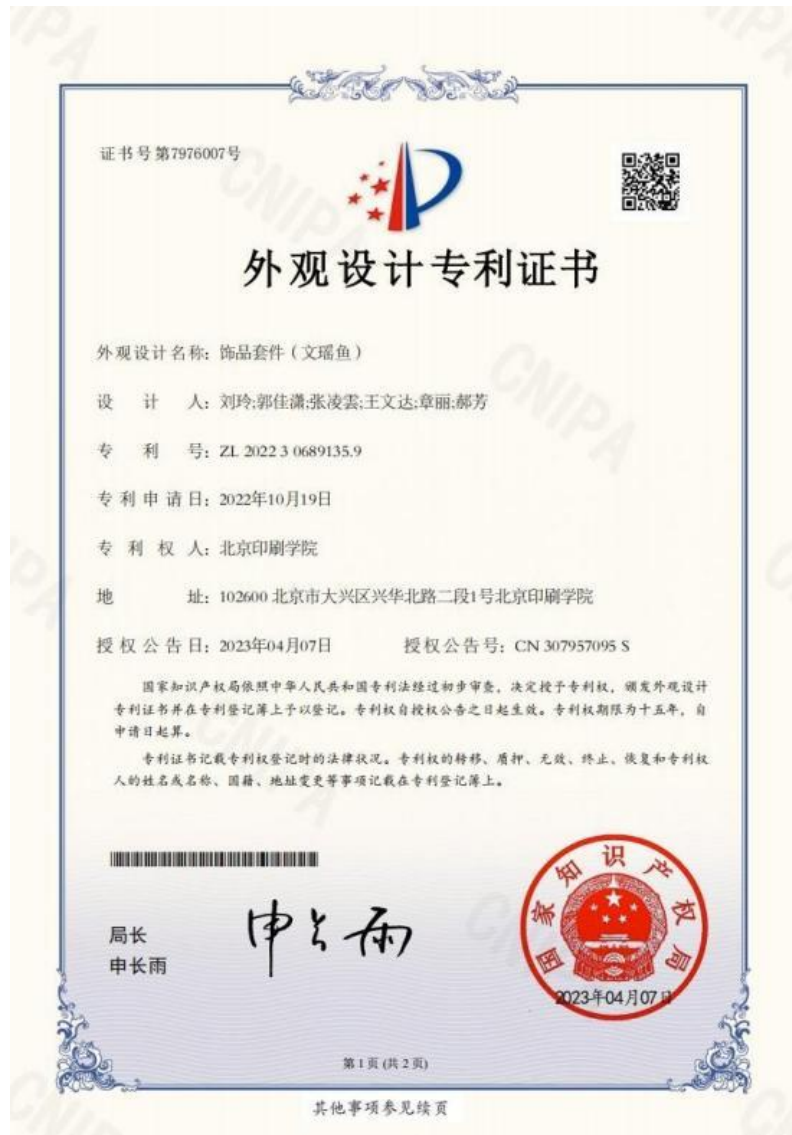 证书号第7976007号
外观设计专利证书
外观设计名称：饰品套件（文瑶鱼）
设计人：刘玲;郭佳潇;张凌雲;王文达;章丽;郝芳
专利号：ZL 2022 3 0689135.9
专利申请日：2022年10月19日
专利权人：北京印刷学院
地址：102600 北京市大兴区兴华北路二段1号北京印刷学院
授权公告日：2023年04月07日 授权公告号：CN 307957095 S
国家知识产权局依照中华人民共和国专利法经过初步审查，决定授予专利权，颁发外观设计
专利证书并在专利登记簿上予以登记。专利权自授权公告之日起生效。专利权期限为十五年，自
申请日起算。
专利证书记载专利权登记时的法律状况。专利权的转移、质押、无效、终止、恢复和专利权
人的姓名或名称、国籍、地址变更等事项记载在专利登记簿上。
局长
申长雨
申长雨
国家知识产权局
2023年04月07日
第1页(共2页)
其他事项参见续页
CNIPA
CNIPA
CNIPA
CNIPA